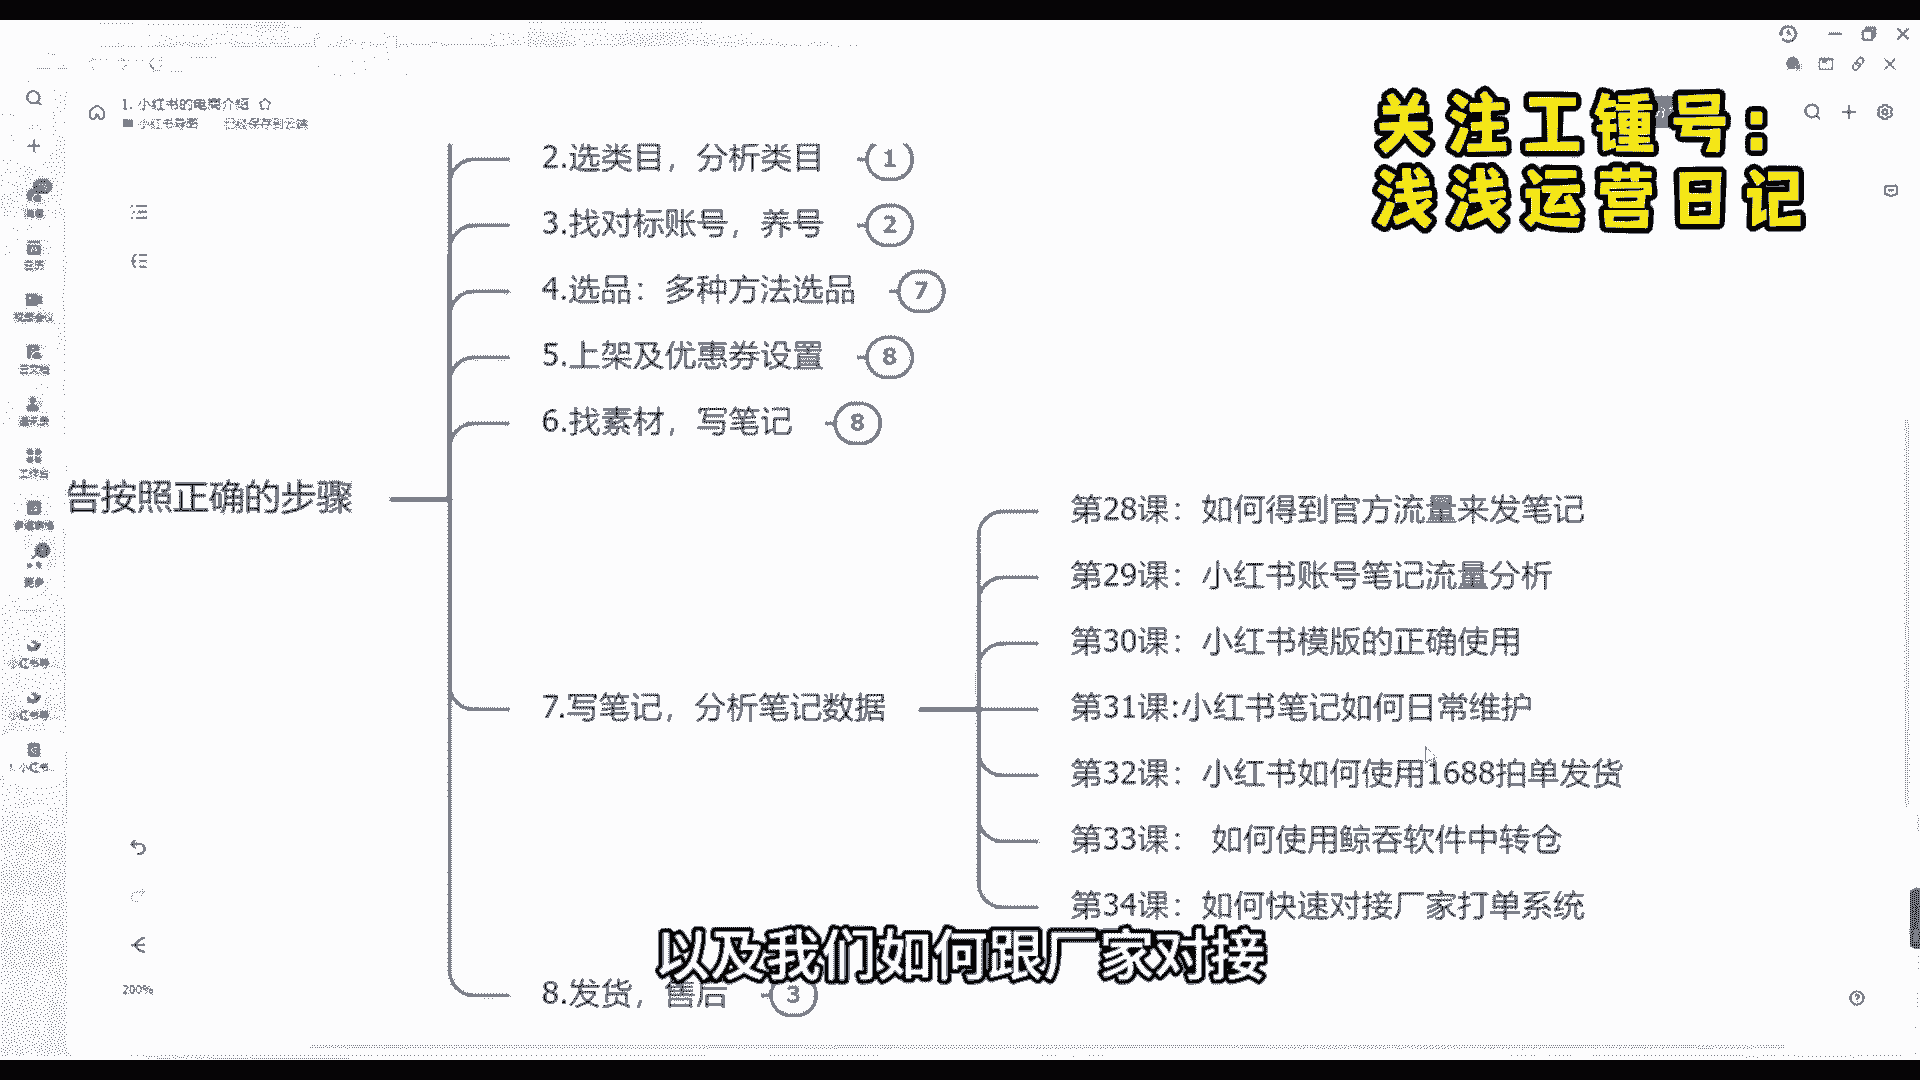 关注工锺号：
浅浅运营日记
1. 小红书的电商介绍
小红书导图 已经保存到云端
2.选类目，分析类目 1
3.找对标账号，养号 2
4.选品：多种方法选品 7
5.上架及优惠券设置 8
6.找素材，写笔记 8
告按照正确的步骤
第28课：如何得到官方流量来发笔记
第29课：小红书账号笔记流量分析
第30课：小红书模版的正确使用
7.写笔记，分析笔记数据
第31课:小红书笔记如何日常维护
第32课：小红书如何使用1688拍单发货
第33课： 如何使用鲸吞软件中转仓
第34课：如何快速对接厂家打单系统
以及我们如何跟厂家对接
8.发货，售后 3
200%